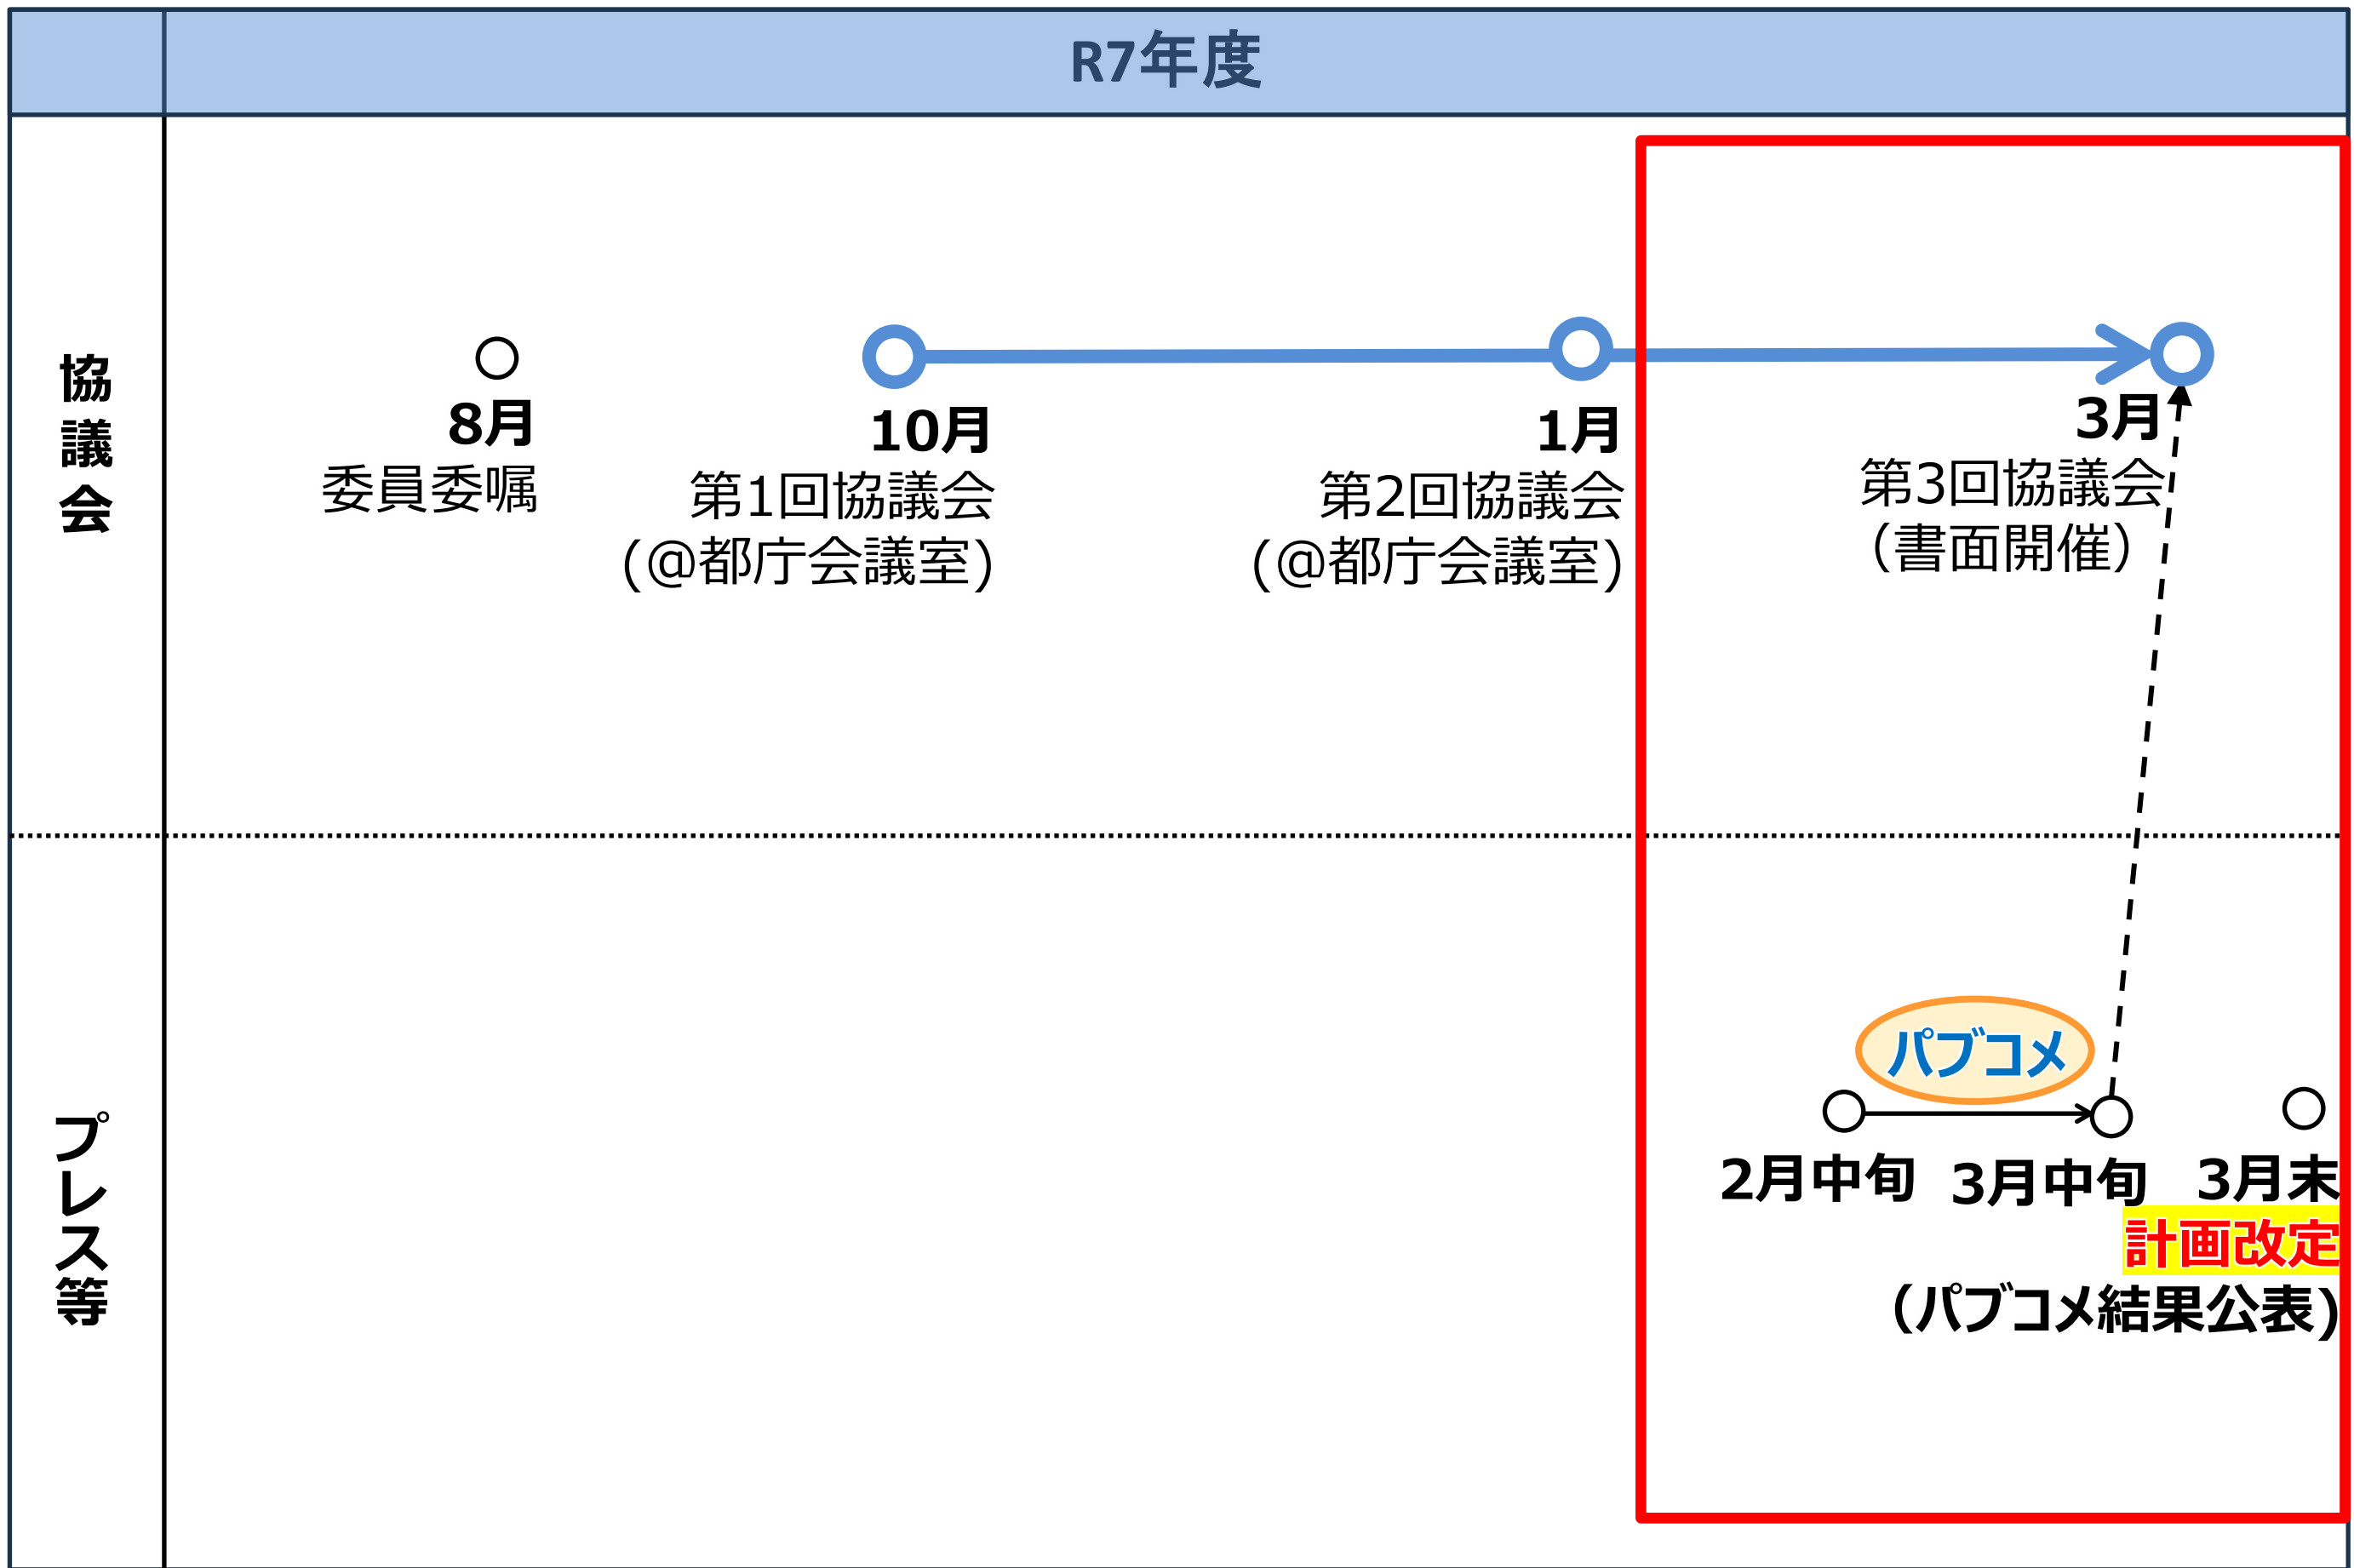 R7年度
協議会
8月
委員委嘱
10月
第1回協議会
(@都庁会議室)
1月
第2回協議会
(@都庁会議室)
3月
第3回協議会
(書面開催)
プレス等
パブコメ
2月中旬
3月中旬
3月末
計画改定
(パブコメ結果公表)